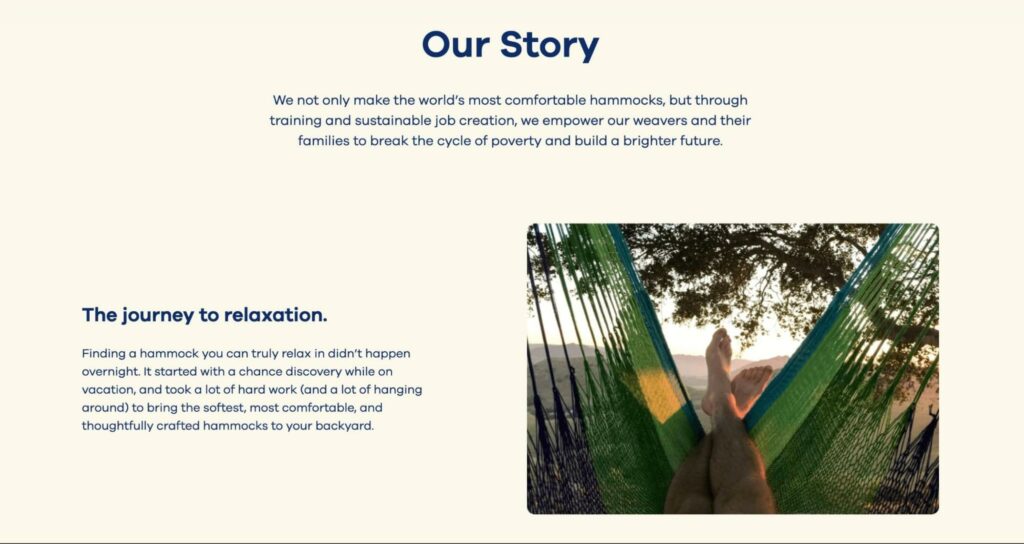 Our Story
We not only make the world's most comfortable hammocks, but through
training and sustainable job creation, we empower our weavers and their
families to break the cycle of poverty and build a brighter future.
The journey to relaxation.
Finding a hammock you can truly relax in didn't happen
overnight. It started with a chance discovery while on
vacation, and took a lot of hard work (and a lot of hanging
around) to bring the softest, most comfortable, and
thoughtfully crafted hammocks to your backyard.